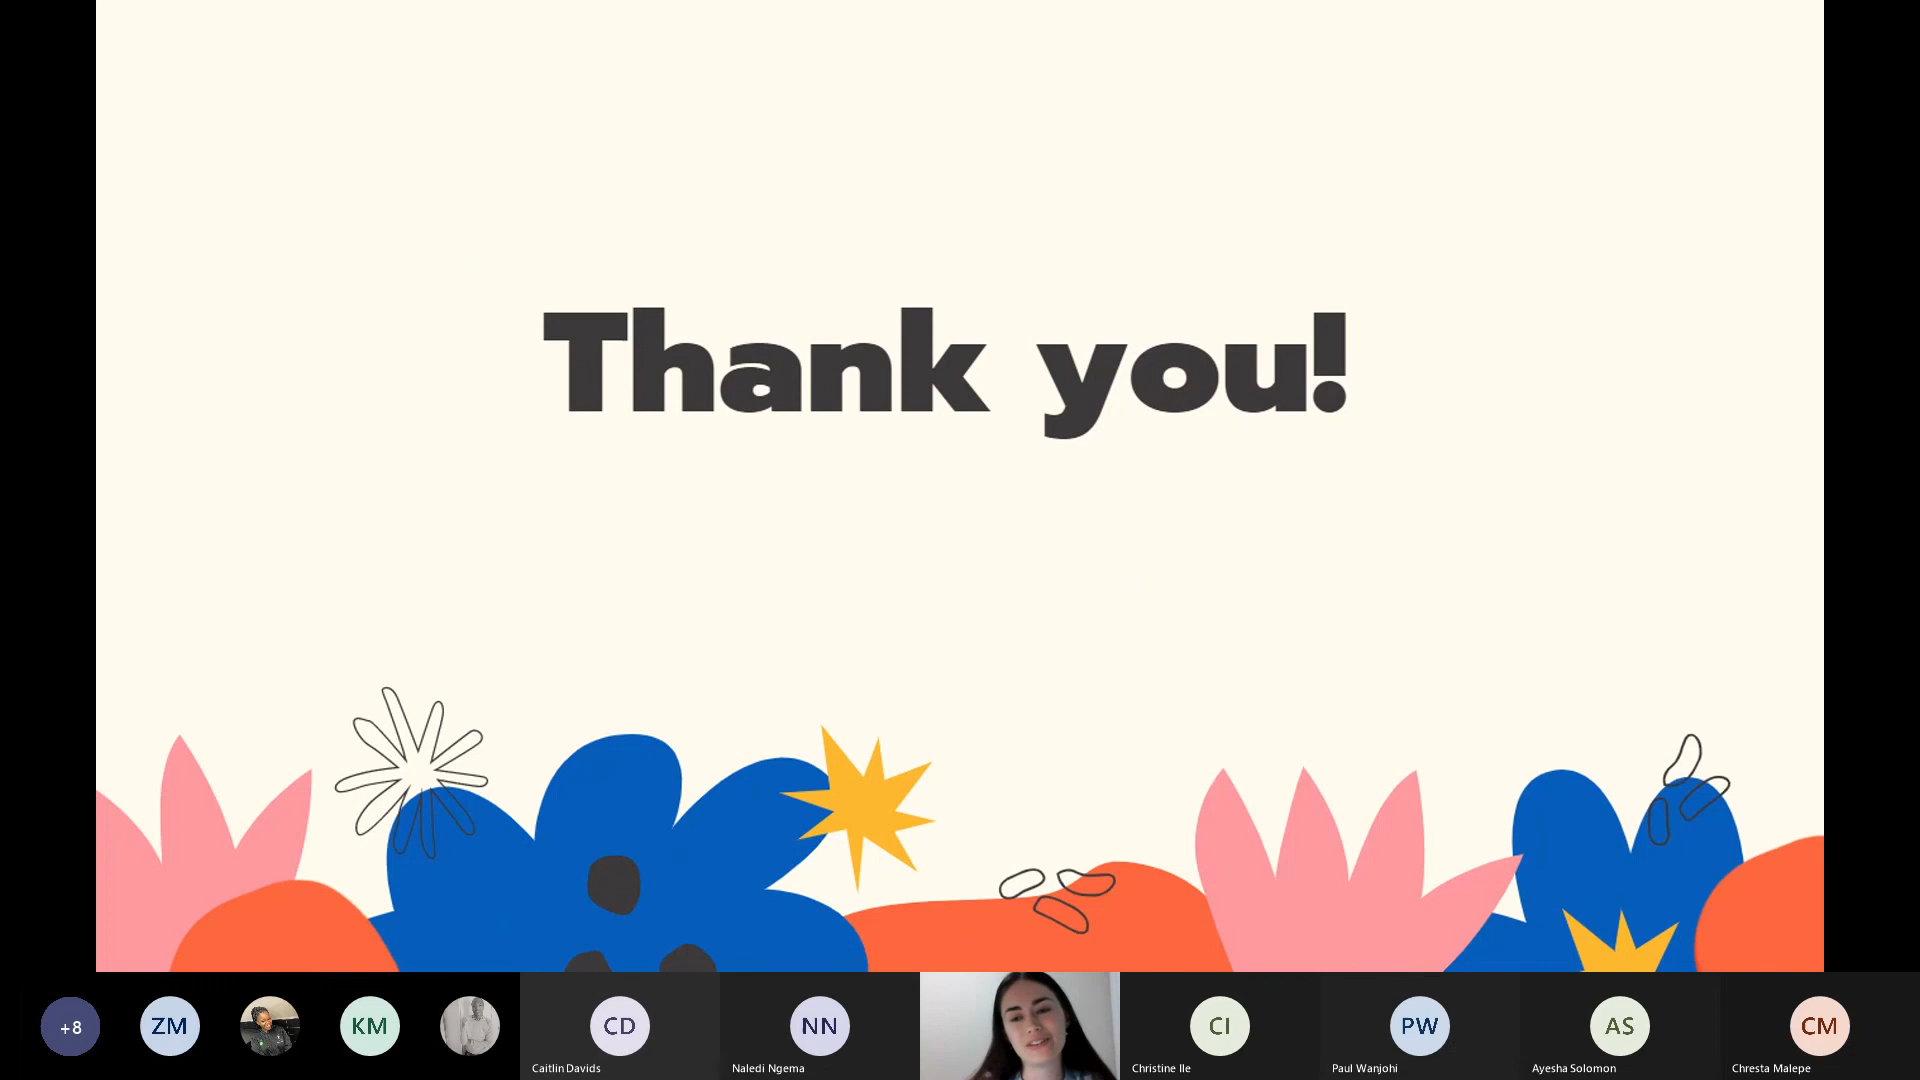 Thank you!
+8
ZM
KM
CD
NN
CI
PW
AS
CM
Caitlin Davids
Naledi Ngema
Christine Ile
Paul Wanjohi
Ayesha Solomon
Chresta Malepe